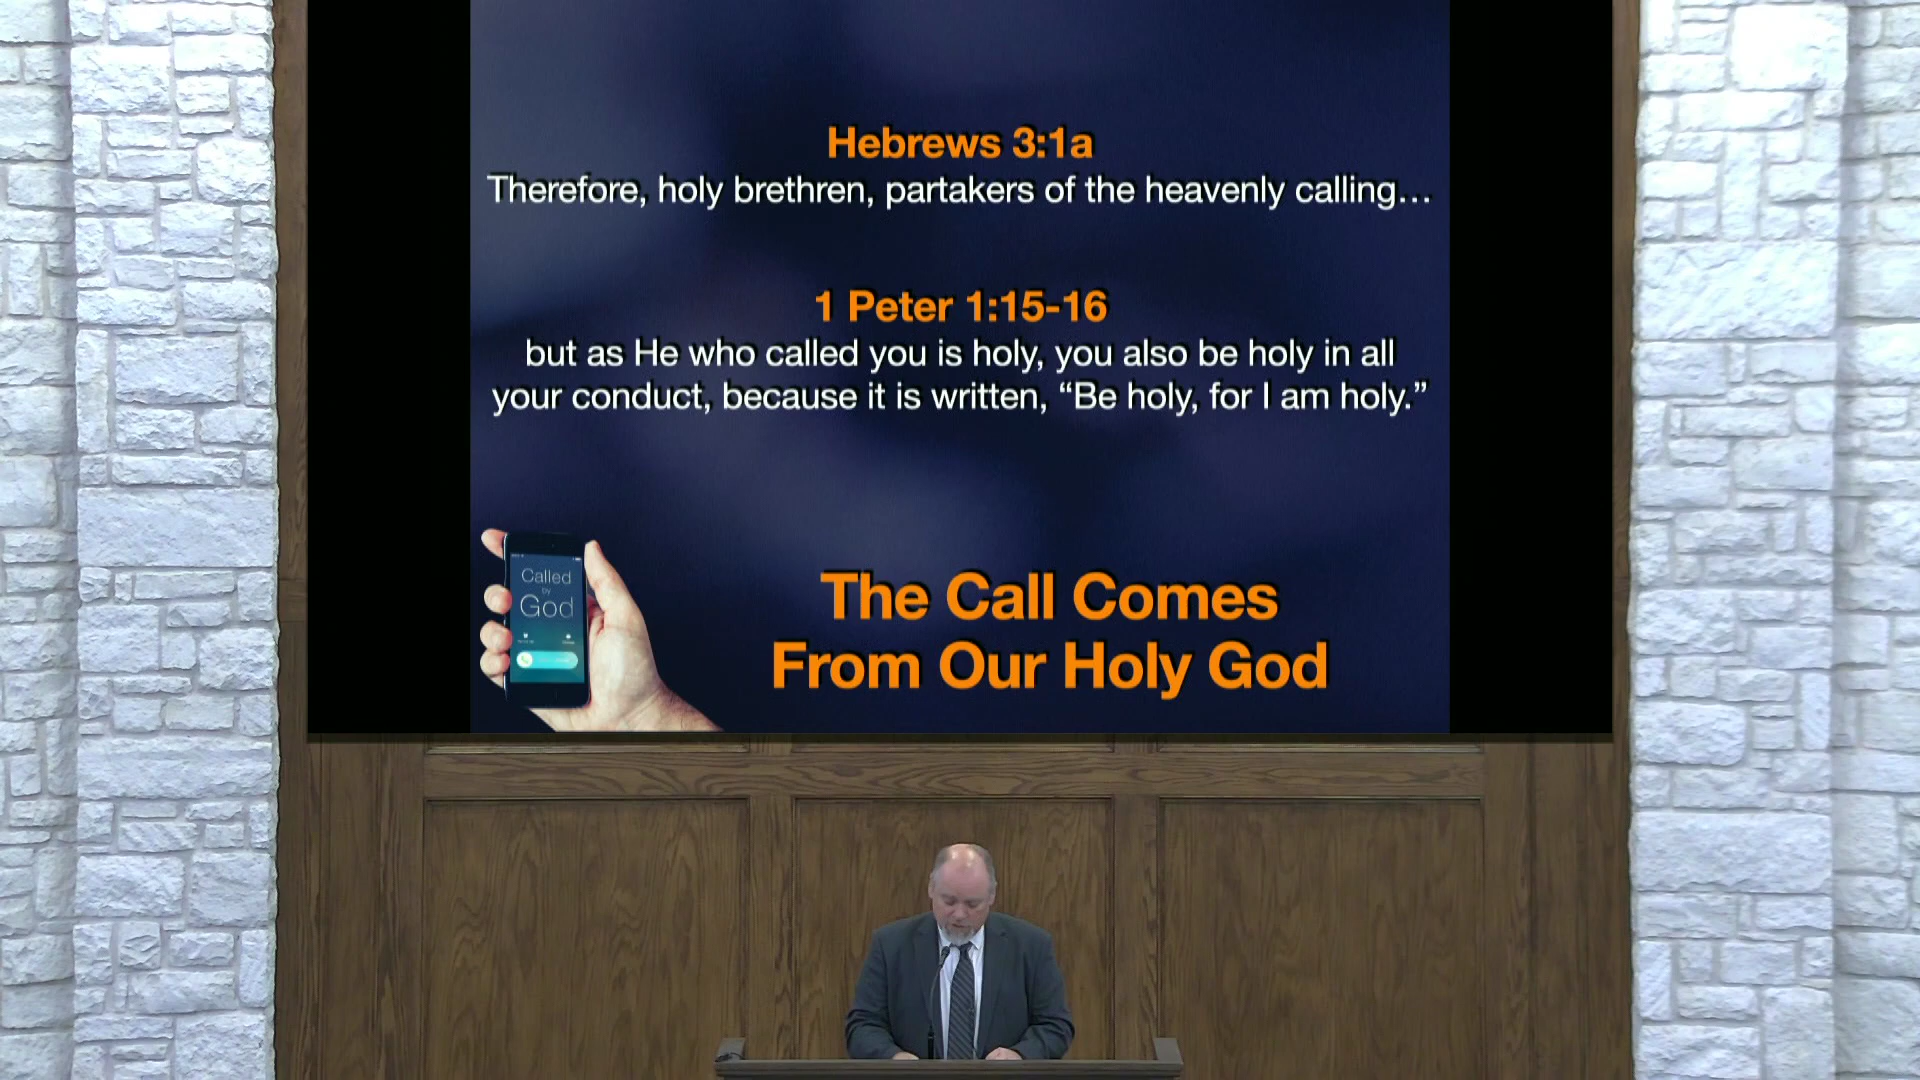 Hebrews 3:1a
Therefore, holy brethren, partakers of the heavenly calling…
1 Peter 1:15-16
but as He who called you is holy, you also be holy in all
your conduct, because it is written, “Be holy, for I am holy.”
Called
by
God
The Call Comes
From Our Holy God